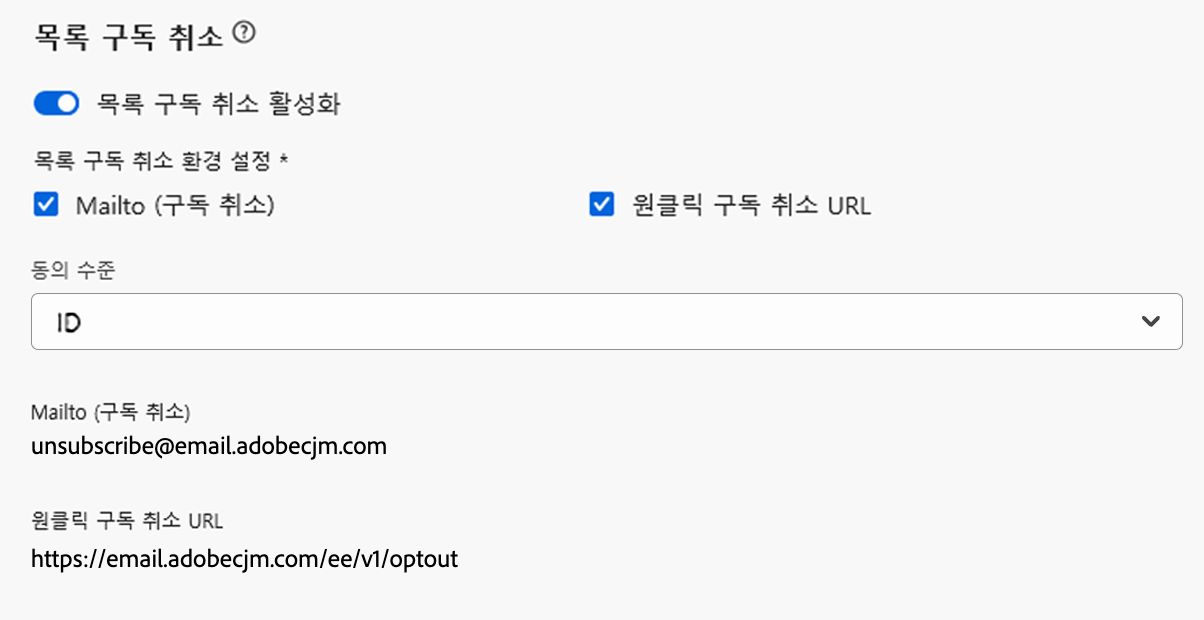 목록 구독 취소 ?
목록 구독 취소 활성화
목록 구독 취소 환경 설정 *
Mailto (구독 취소) 원클릭 구독 취소 URL
동의 수준
ID
Mailto (구독 취소)
unsubscribe@email.adobecjm.com
원클릭 구독 취소 URL
https://email.adobecjm.com/ee/v1/optout